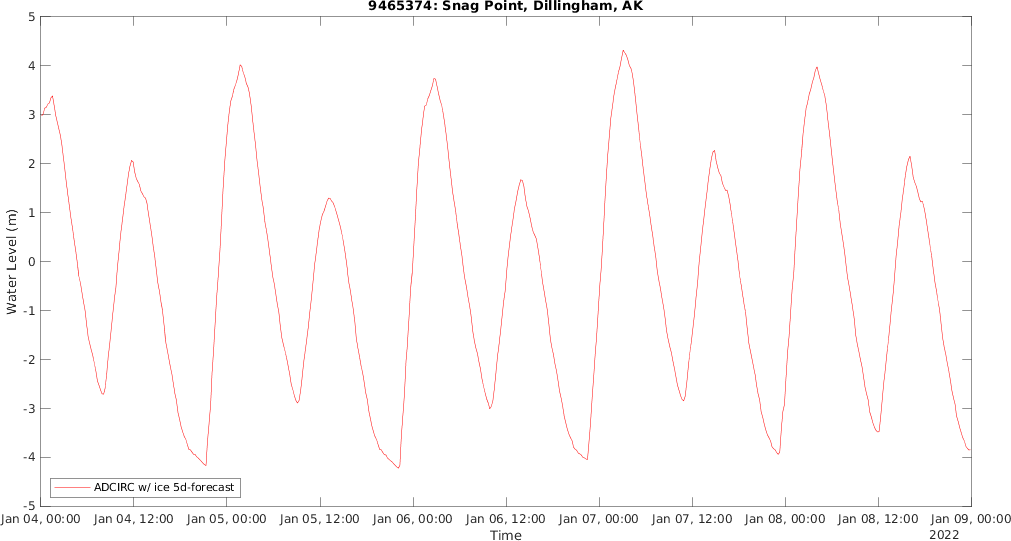 9465374: Snag Point, Dillingham, AK
5
4
3
2
1
0
-1
-2
-3
-4
-5
Water Level (m)
ADCIRC w/ ice 5d-forecast
Jan 04, 00:00 Jan 04, 12:00 Jan 05, 00:00 Jan 05, 12:00 Jan 06, 00:00 Jan 06, 12:00 Jan 07, 00:00 Jan 07, 12:00 Jan 08, 00:00 Jan 08, 12:00 Jan 09, 00:00
Time
2022